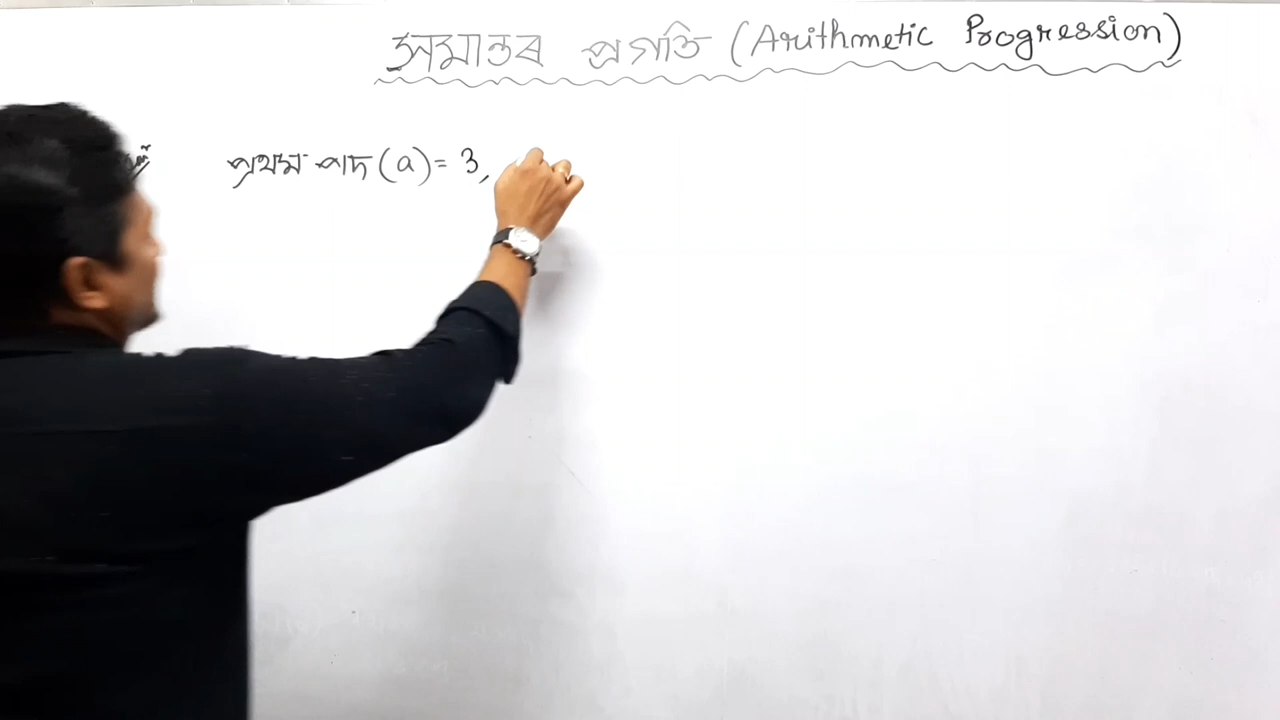 সমান্তৰ প্ৰগতি (Arithmetic Progression)
প্ৰথম পদ (a) = 3,